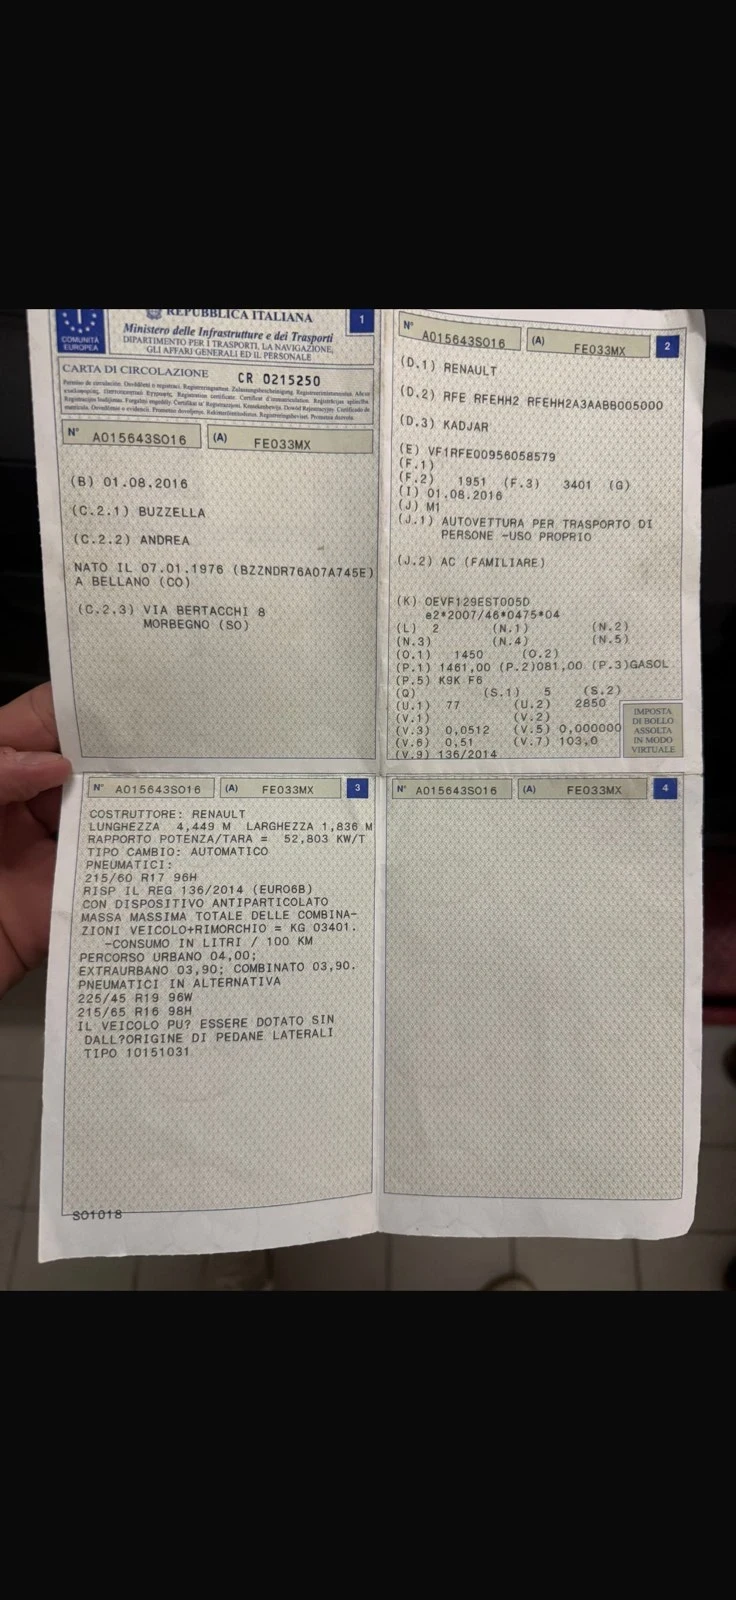 REPUBBLICA ITALIANA
1
COMUNITÀ
EUROPEA
Ministero delle Infrastrutture e dei Trasporti
DIPARTIMENTO PER I TRASPORTI, LA NAVIGAZIONE,
GLI AFFARI GENERALI ED IL PERSONALE
CARTA DI CIRCOLAZIONE CR 0215250
N° A015643SO16 (A) FE033MX
(B) 01.08.2016
(C.2.1) BUZZELLA
(C.2.2) ANDREA
NATO IL 07.01.1976 (BZZNDR76A07A745E)
A BELLANO (CO)
(C.2.3) VIA BERTACCHI 8
MORBEGNO (SO)
N° A015643SO16 (A) FE033MX 2
(D.1) RENAULT
(D.2) RFE RFEHH2 RFEHH2A3AABB005000
(D.3) KADJAR
(E) VF1RFE00956058579
(F.1)
(F.2) 1951 (F.3) 3401 (G)
(I) 01.08.2016
(J) M1
(J.1) AUTOVETTURA PER TRASPORTO DI
PERSONE -USO PROPRIO
(J.2) AC (FAMILIARE)
(K) OEVF129EST005D
e2*2007/46*0475*04
(L) 2 (N.1) (N.2)
(N.3) (N.4) (N.5)
(O.1) 1450 (O.2)
(P.1) 1461,00 (P.2)081,00 (P.3)GASOL
(P.5) K9K F6
(Q) (S.1) 5 (S.2)
(U.1) 77 (U.2) 2850
(V.1) (V.2)
(V.3) 0,0512 (V.5) 0,000000
(V.6) 0,51 (V.7) 103,0
(V.9) 136/2014
IMPOSTA
DI BOLLO
ASSOLTA
IN MODO
VIRTUALE
N° A015643SO16 (A) FE033MX 3
COSTRUTTORE: RENAULT
LUNGHEZZA 4,449 M LARGHEZZA 1,836 M
RAPPORTO POTENZA/TARA = 52,803 KW/T
TIPO CAMBIO: AUTOMATICO
PNEUMATICI:
215/60 R17 96H
RISP IL REG 136/2014 (EURO6B)
CON DISPOSITIVO ANTIPARTICOLATO
MASSA MASSIMA TOTALE DELLE COMBINA-
ZIONI VEICOLO+RIMORCHIO = KG 03401.
-CONSUMO IN LITRI / 100 KM
PERCORSO URBANO 04,00;
EXTRAURBANO 03,90; COMBINATO 03,90.
PNEUMATICI IN ALTERNATIVA
225/45 R19 96W
215/65 R16 98H
IL VEICOLO PU? ESSERE DOTATO SIN
DALL?ORIGINE DI PEDANE LATERALI
TIPO 10151031
SO1018
N° A015643SO16 (A) FE033MX 4